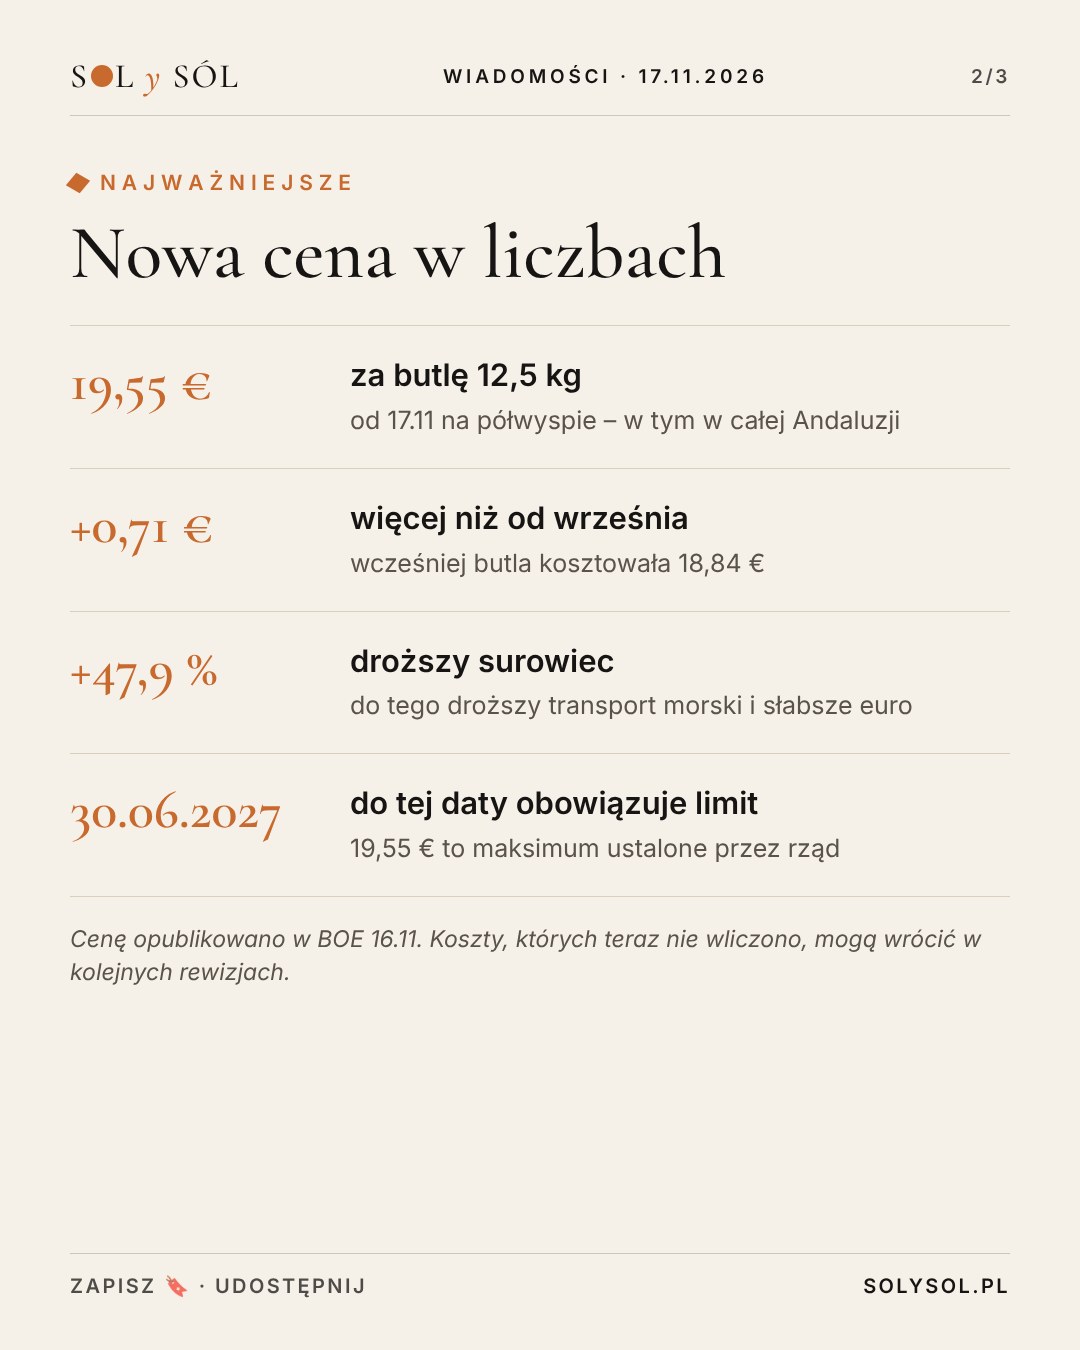 SOL y SÓL
WIADOMOŚCI · 17.11.2026
2/3
NAJWAŻNIEJSZE
Nowa cena w liczbach
19,55 €
za butlę 12,5 kg
od 17.11 na półwyspie – w tym w całej Andaluzji
+0,71 €
więcej niż od września
wcześniej butla kosztowała 18,84 €
+47,9 %
droższy surowiec
do tego droższy transport morski i słabsze euro
30.06.2027
do tej daty obowiązuje limit
19,55 € to maksimum ustalone przez rząd
Cenę opublikowano w BOE 16.11. Koszty, których teraz nie wliczono, mogą wrócić w
kolejnych rewizjach.
ZAPISZ 🔖 · UDOSTĘPNIJ
SOLYSOL.PL